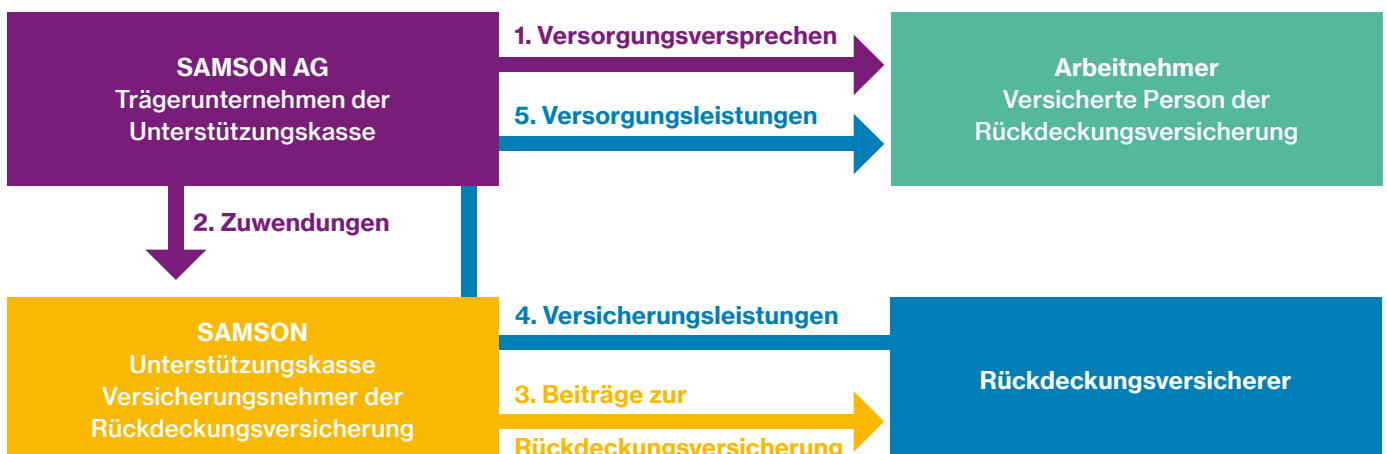 SAMSON AG
Trägerunternehmen der
Unterstützungskasse
1. Versorgungsversprechen
5. Versorgungsleistungen
Arbeitnehmer
Versicherte Person der
Rückdeckungsversicherung
2. Zuwendungen
SAMSON
Unterstützungskasse
Versicherungsnehmer der
Rückdeckungsversicherung
4. Versicherungsleistungen
3. Beiträge zur
Rückdeckungsversicherung
Rückdeckungsversicherer